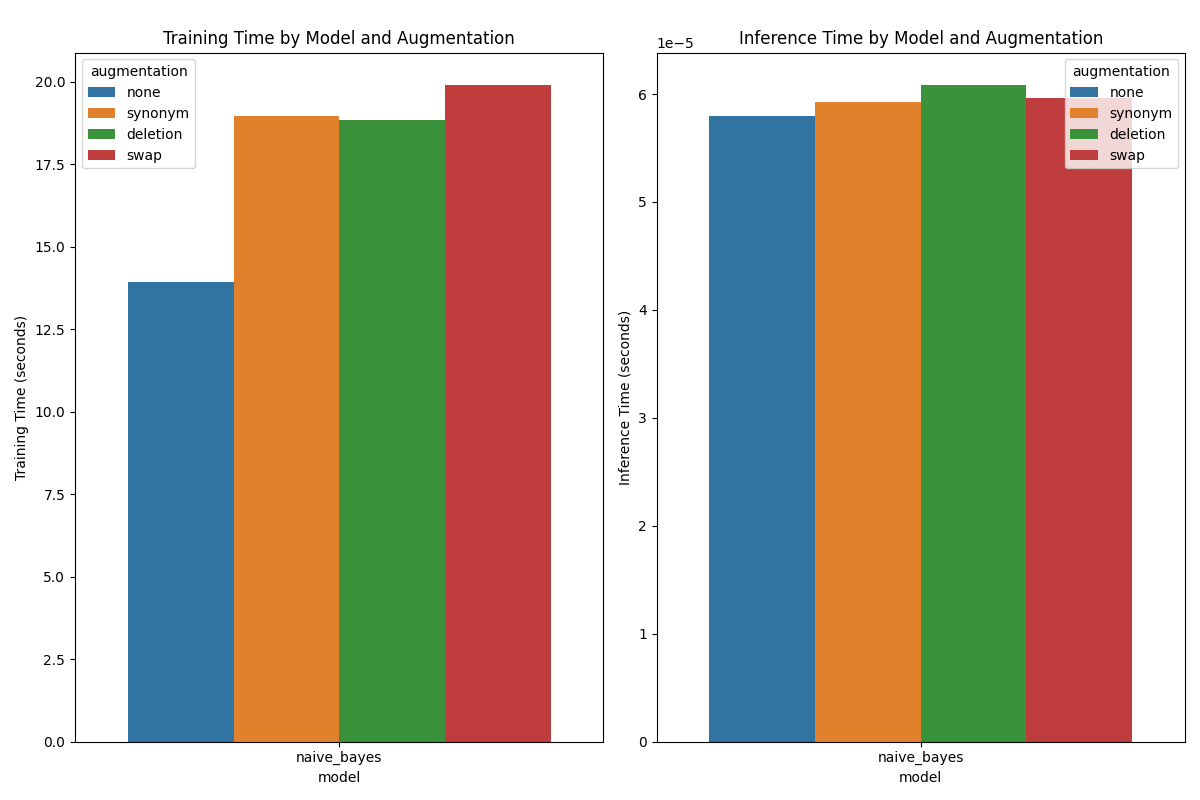 Training Time by Model and Augmentation
augmentation
none
synonym
deletion
swap
20.0
17.5
15.0
12.5
10.0
7.5
5.0
2.5
0.0
Training Time (seconds)
naive_bayes
model
Inference Time by Model and Augmentation
1e−5
augmentation
none
synonym
deletion
swap
6
5
4
3
2
1
0
Inference Time (seconds)
naive_bayes
model